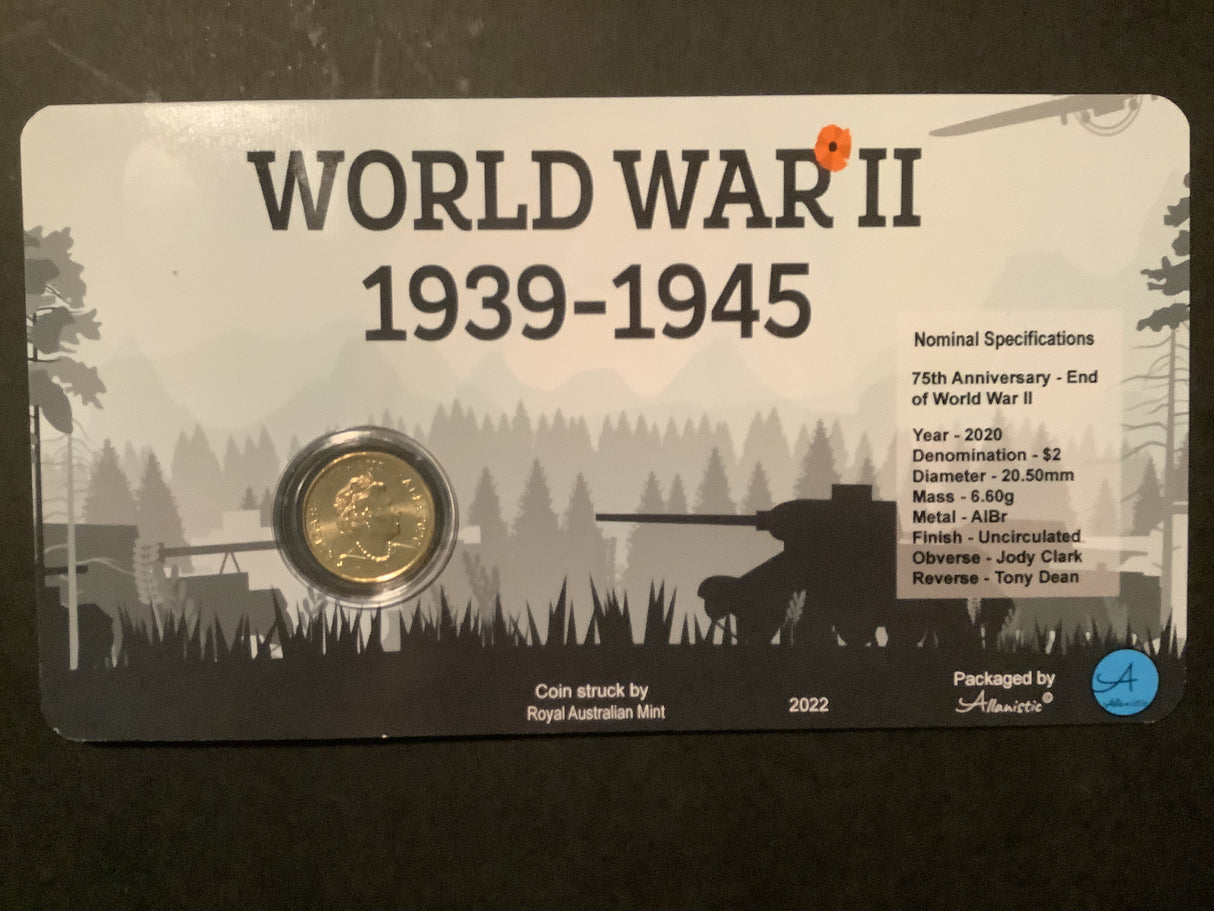 WORLD WAR II
1939-1945
Nominal Specifications
75th Anniversary - End
of World War II
Year - 2020
Denomination - $2
Diameter - 20.50mm
Mass - 6.60g
Metal - AlBr
Finish - Uncirculated
Obverse - Jody Clark
Reverse - Tony Dean
Coin struck by
Royal Australian Mint
2022
Packaged by
Allanistic®
A
Allanistic